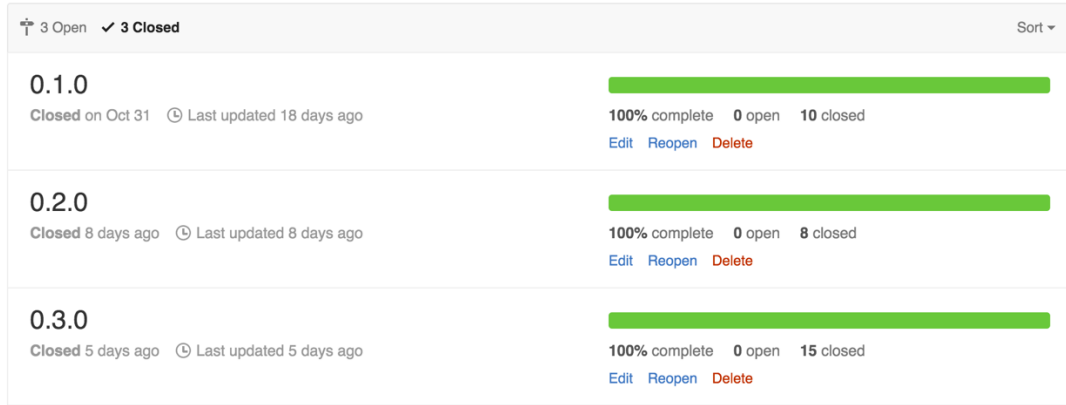 3 Open 3 Closed Sort
0.1.0
Closed on Oct 31 Last updated 18 days ago
100% complete 0 open 10 closed
Edit Reopen Delete
0.2.0
Closed 8 days ago Last updated 8 days ago
100% complete 0 open 8 closed
Edit Reopen Delete
0.3.0
Closed 5 days ago Last updated 5 days ago
100% complete 0 open 15 closed
Edit Reopen Delete